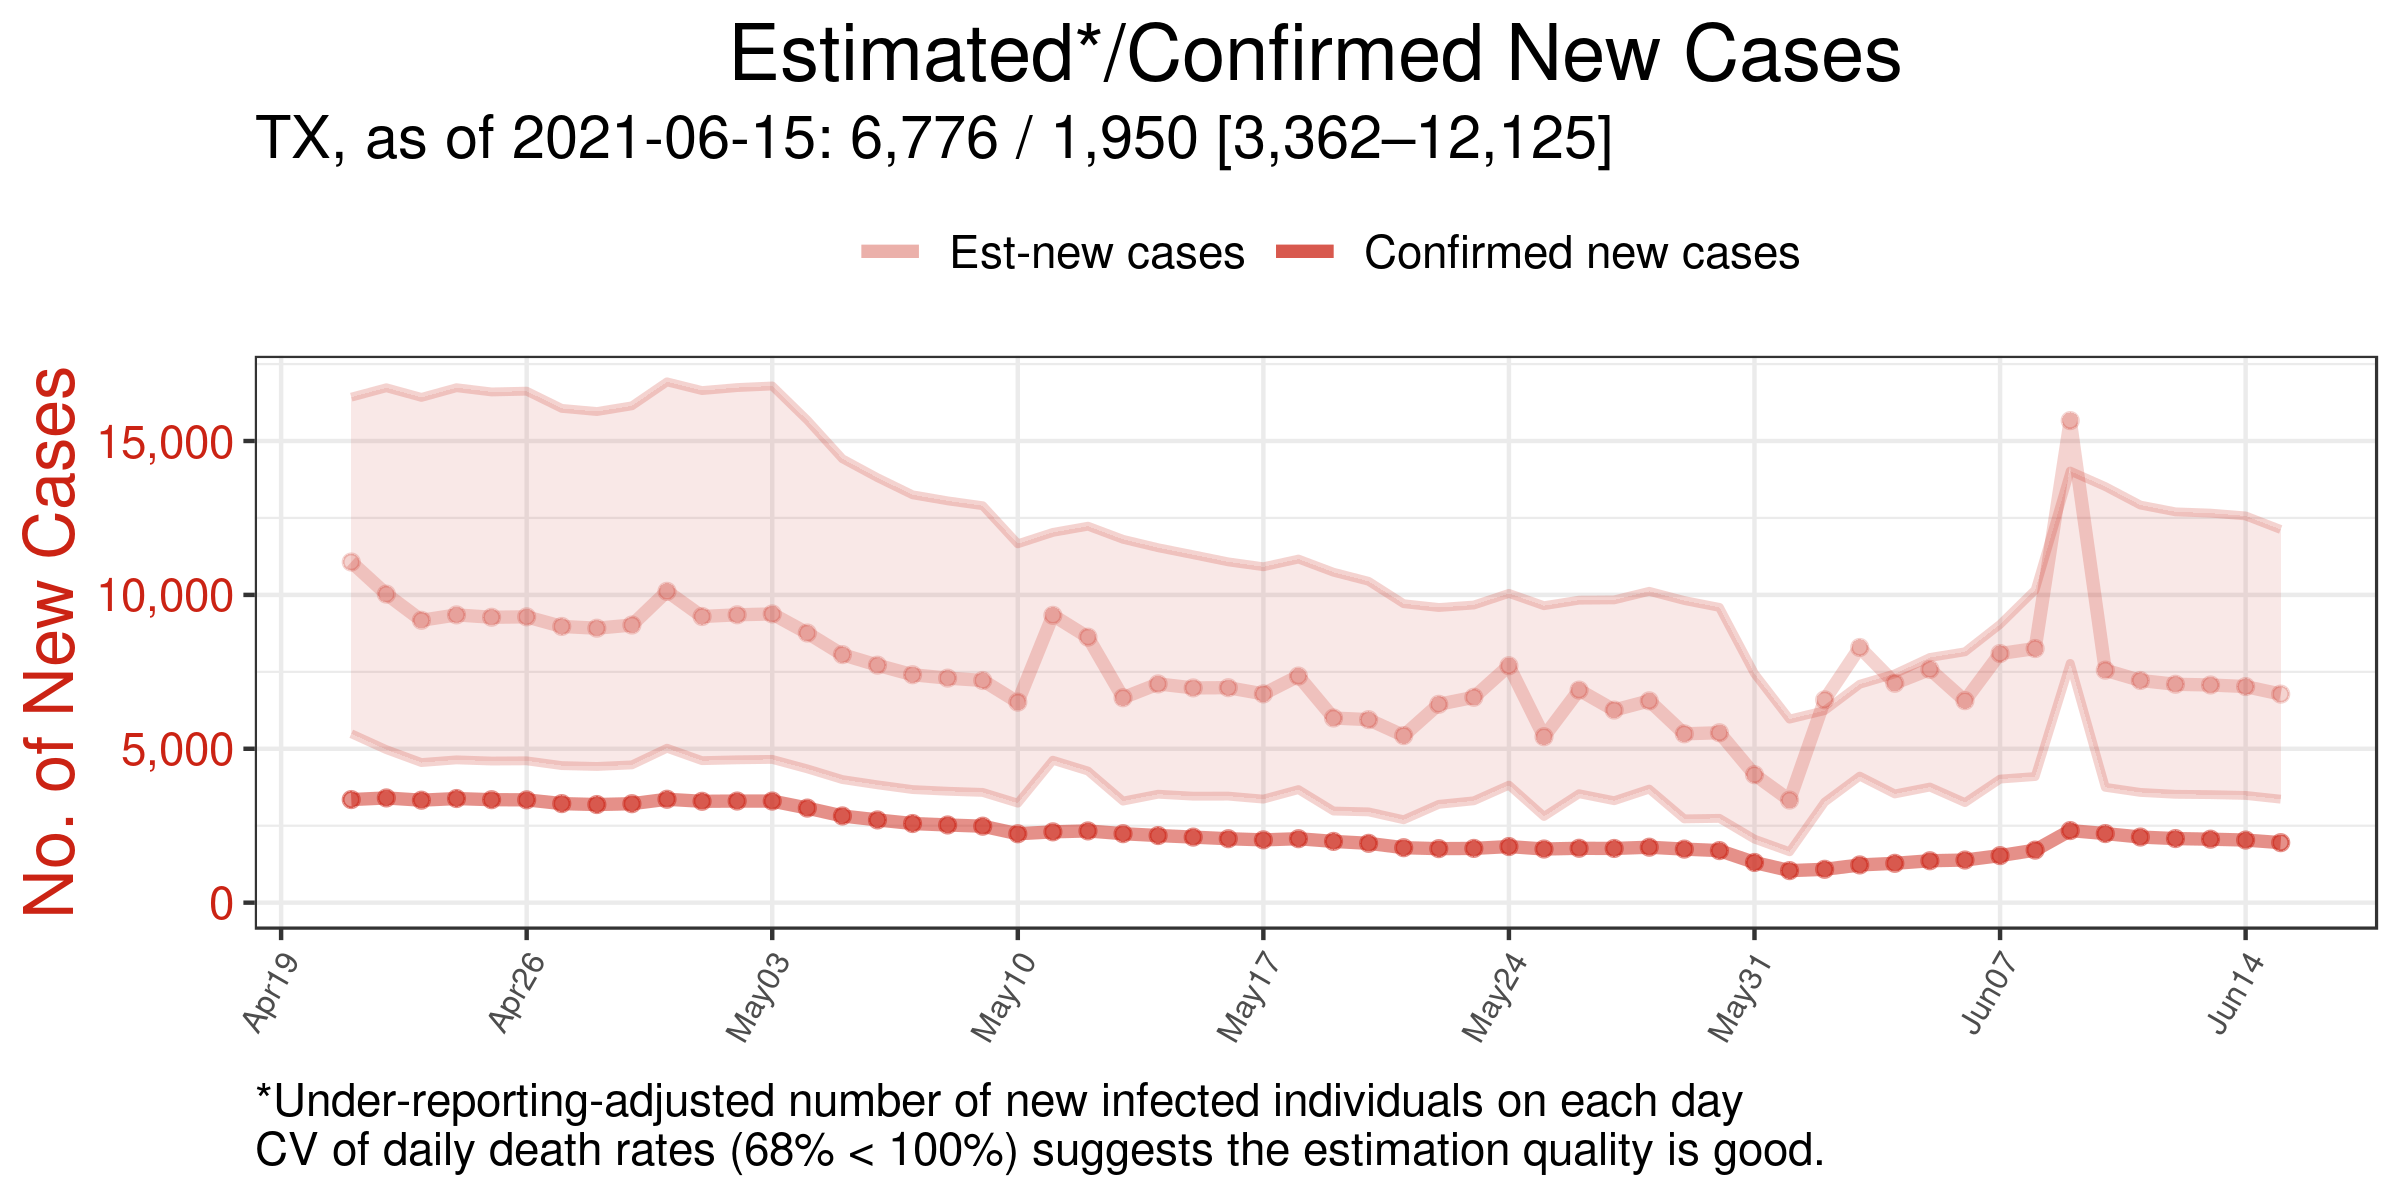 Estimated*/Confirmed New Cases
TX, as of 2021-06-15: 6,776 / 1,950 [3,362–12,125]
Est-new cases
Confirmed new cases
No. of New Cases
15,000
10,000
5,000
0
Apr19
Apr26
May03
May10
May17
May24
May31
Jun07
Jun14
*Under-reporting-adjusted number of new infected individuals on each day
CV of daily death rates (68% < 100%) suggests the estimation quality is good.